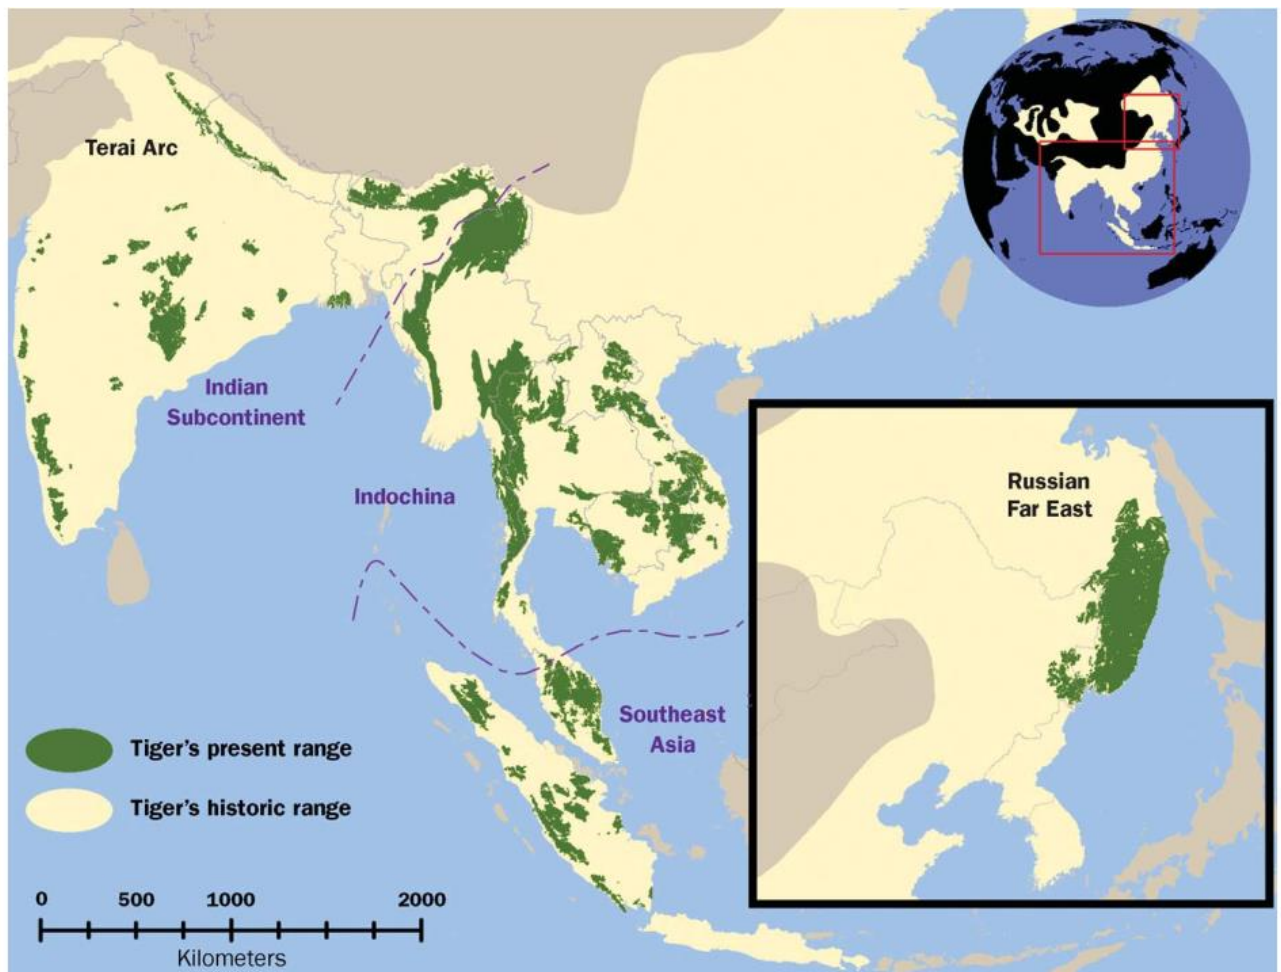 Terai Arc
Indian
Subcontinent
Indochina
Russian
Far East
Southeast
Asia
Tiger's present range
Tiger's historic range
0 500 1000 2000
Kilometers